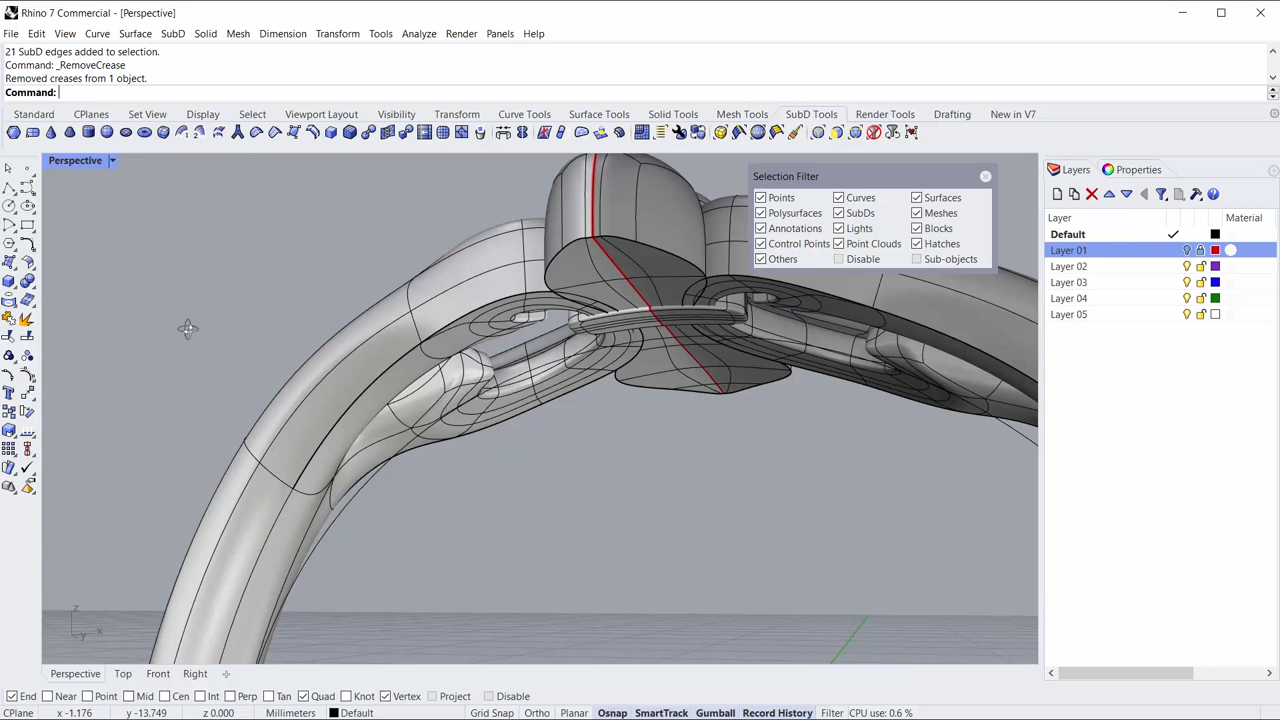 Rhino 7 Commercial - [Perspective]
File Edit View Curve Surface SubD Solid Mesh Dimension Transform Tools Analyze Render Panels Help
21 SubD edges added to selection.
Command: _RemoveCrease
Removed creases from 1 object.
Command:
Standard CPlanes Set View Display Select Viewport Layout Visibility Transform Curve Tools Surface Tools Solid Tools Mesh Tools SubD Tools Render Tools Drafting New in V7
Perspective
Selection Filter
Points Curves Surfaces
Polysurfaces SubDs Meshes
Annotations Lights Blocks
Control Points Point Clouds Hatches
Others Disable Sub-objects
Layers Properties
Layer Material
Default
Layer 01
Layer 02
Layer 03
Layer 04
Layer 05
z
y x
Perspective Top Front Right
End Near Point Mid Cen Int Perp Tan Quad Knot Vertex Project Disable
CPlane x -1.176 y -13.749 z 0.000 Millimeters Default Grid Snap Ortho Planar Osnap SmartTrack Gumball Record History Filter CPU use: 0.6 %